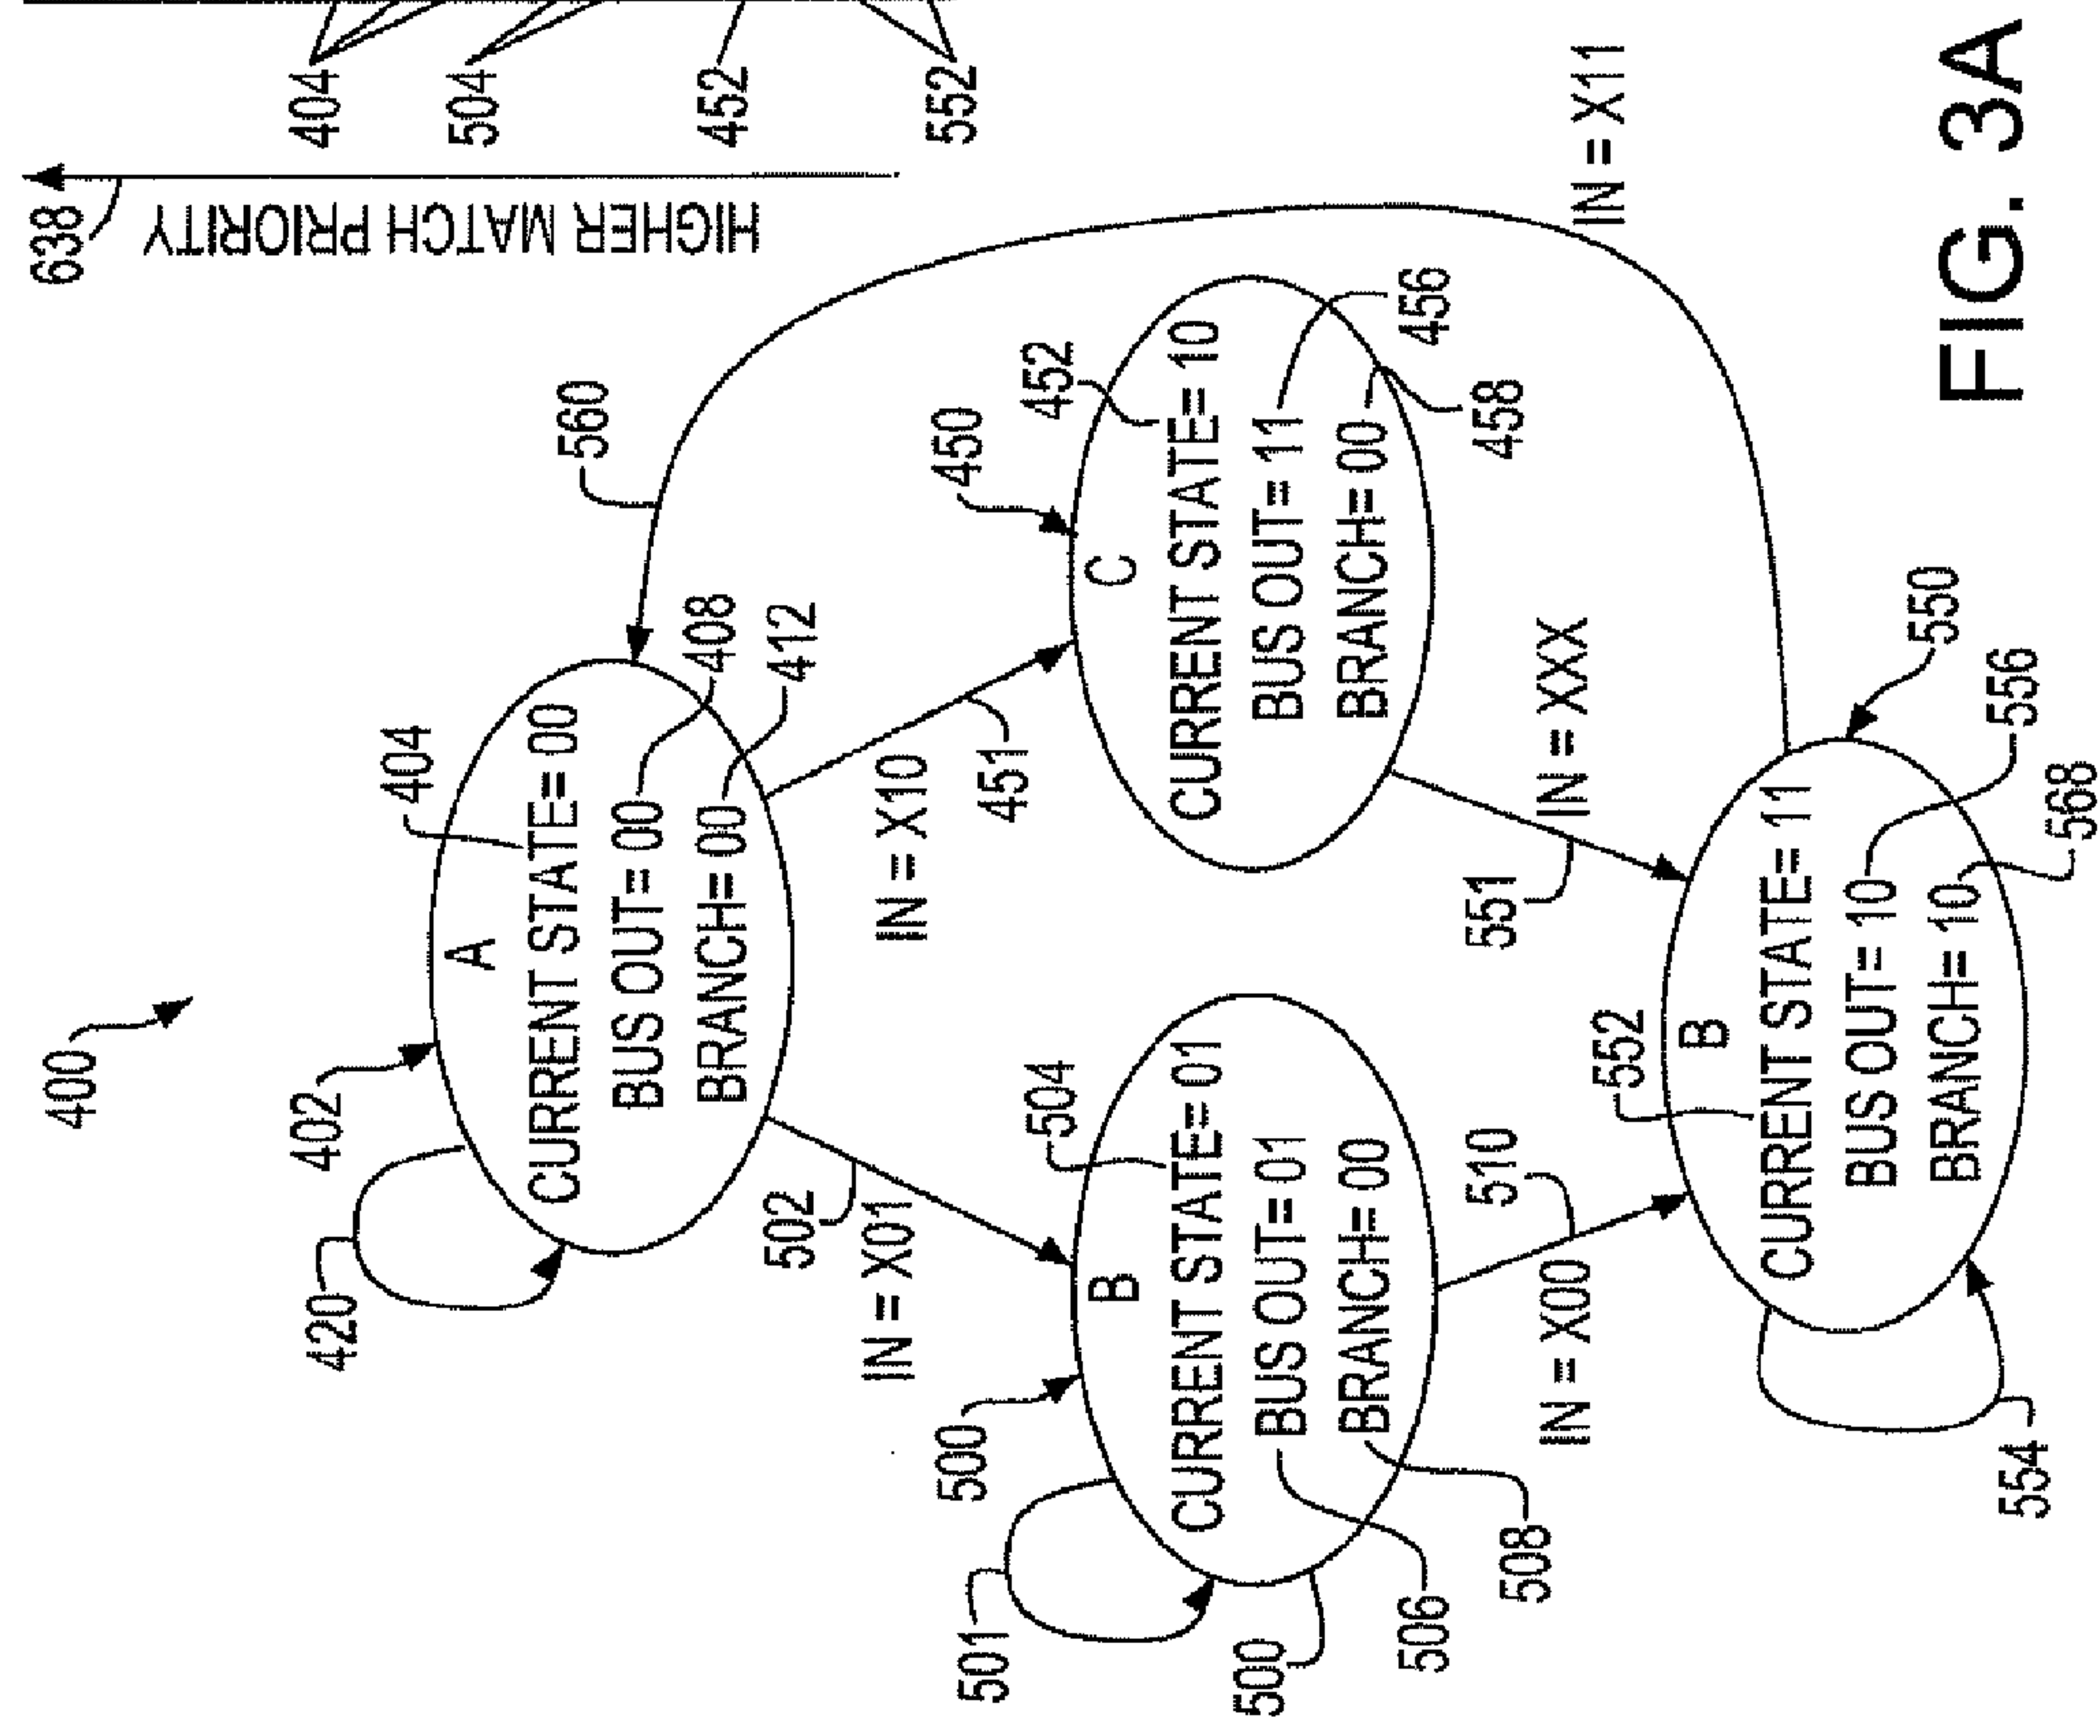 400
402
420
A
404
CURRENT STATE= 00
BUS OUT= 00
408
BRANCH= 00
412
560
502
IN = X01
IN = X10
451
501
500
B
504
CURRENT STATE= 01
BUS OUT= 01
BRANCH= 00
500
506
508
450
C
452
CURRENT STATE= 10
BUS OUT= 11
456
BRANCH= 00
458
510
IN = X00
551
IN = XXX
552
B
CURRENT STATE= 11
BUS OUT= 10
BRANCH= 10
550
556
568
554
IN = X11
638
HIGHER MATCH PRIORITY
404
504
452
552
FIG. 3A